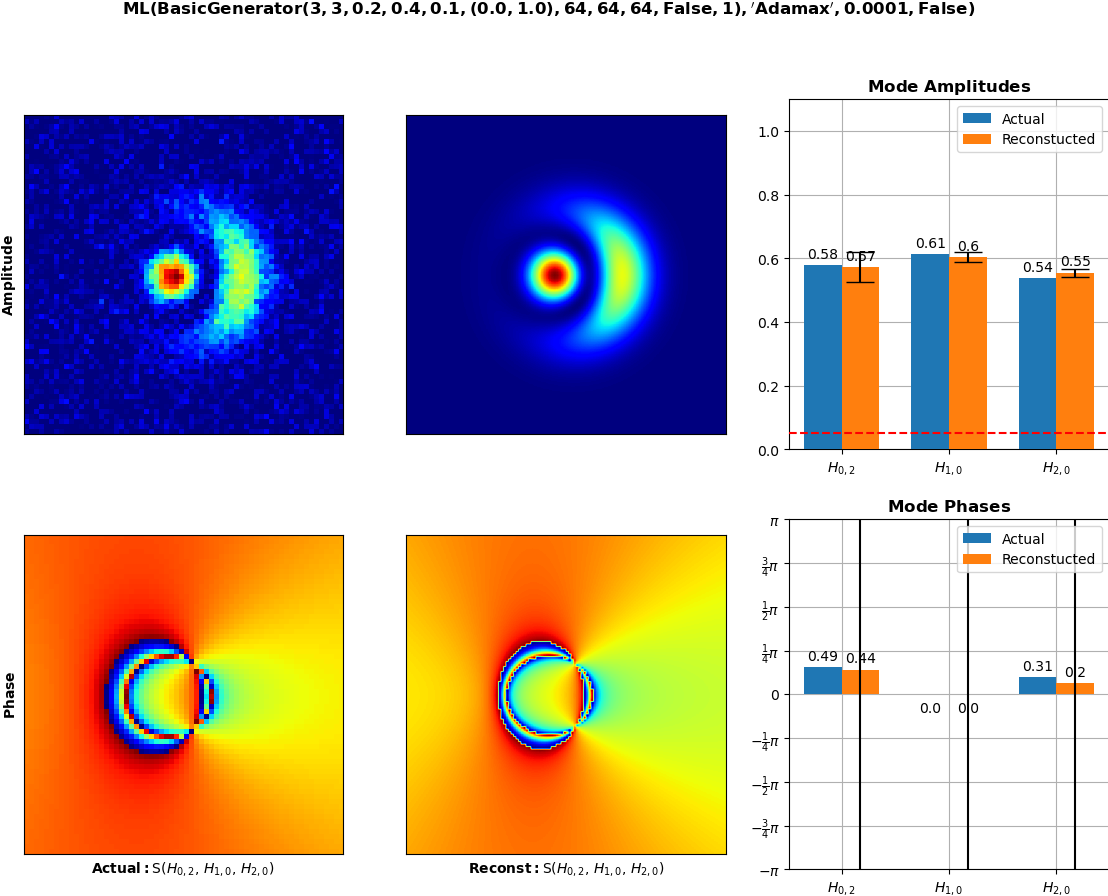 ML(BasicGenerator(3, 3, 0.2, 0.4, 0.1, (0.0, 1.0), 64, 64, 64, False, 1), ′Adamax′, 0.0001, False)
Amplitude
Mode Amplitudes
Actual
Reconstucted
1.0
0.8
0.6
0.4
0.2
0.0
0.58 0.57
0.61 0.6
0.54 0.55
H0,2 H1,0 H2,0
Phase
Mode Phases
Actual
Reconstucted
π
3/4π
1/2π
1/4π
0
−1/4π
−1/2π
−3/4π
−π
0.49 0.44
0.0 0.0
0.31 0.2
H0,2 H1,0 H2,0
Actual: S(H0,2, H1,0, H2,0)
Reconst: S(H0,2, H1,0, H2,0)